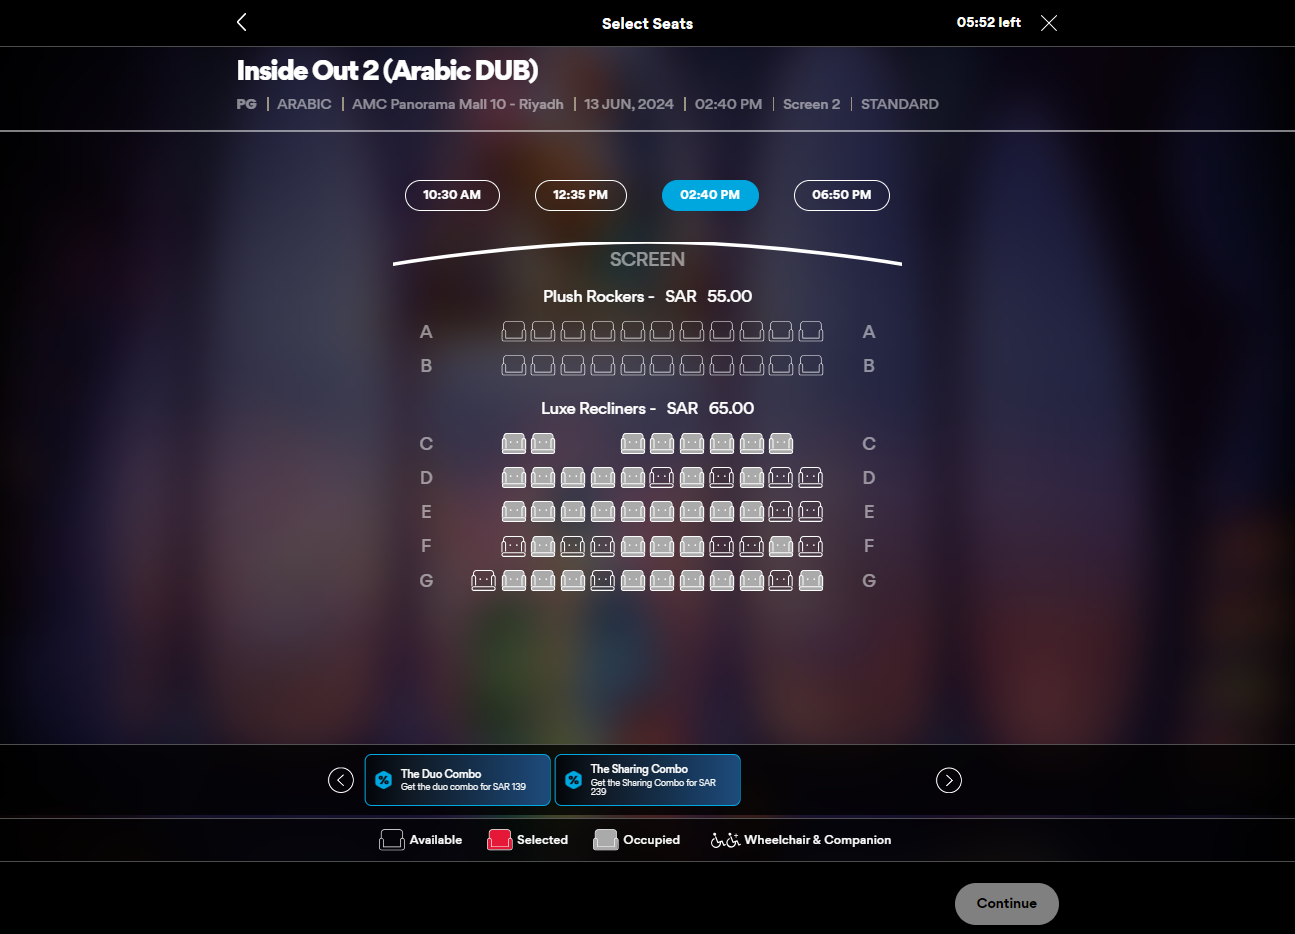 Select Seats
05:52 left
Inside Out 2 (Arabic DUB)
PG | ARABIC | AMC Panorama Mall 10 - Riyadh | 13 JUN, 2024 | 02:40 PM | Screen 2 | STANDARD
10:30 AM 12:35 PM 02:40 PM 06:50 PM
SCREEN
Plush Rockers - SAR 55.00
A A
B B
Luxe Recliners - SAR 65.00
C C
D D
E E
F F
G G
The Duo Combo
Get the duo combo for SAR 139
The Sharing Combo
Get the Sharing Combo for SAR
239
Available Selected Occupied Wheelchair & Companion
Continue